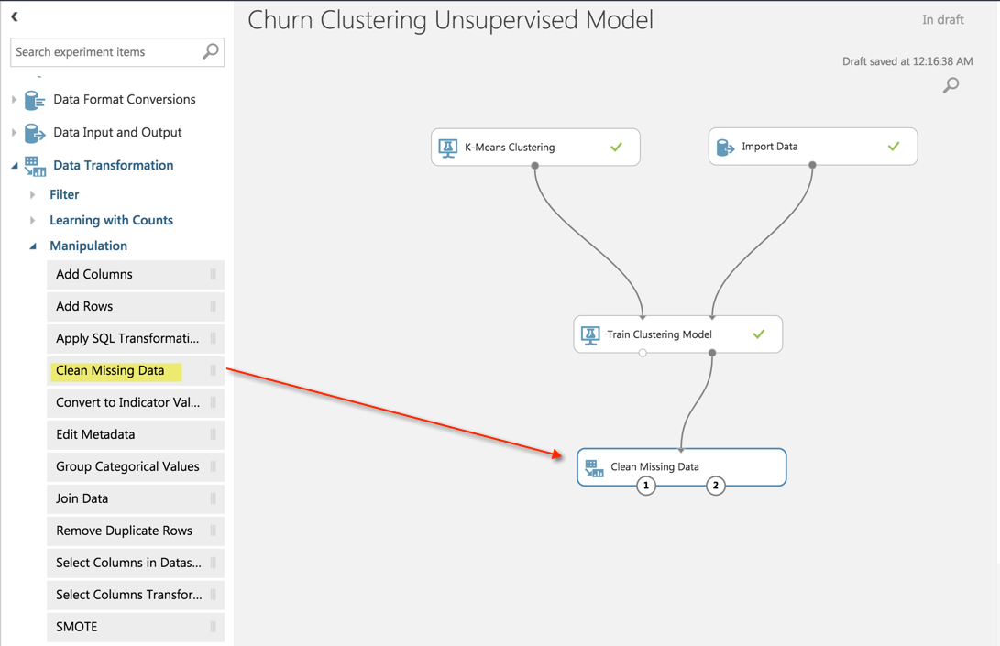 Churn Clustering Unsupervised Model
In draft
Draft saved at 12:16:38 AM
Search experiment items
Data Format Conversions
Data Input and Output
Data Transformation
Filter
Learning with Counts
Manipulation
Add Columns
Add Rows
Apply SQL Transformati...
Clean Missing Data
Convert to Indicator Val...
Edit Metadata
Group Categorical Values
Join Data
Remove Duplicate Rows
Select Columns in Datas...
Select Columns Transfor...
SMOTE
K-Means Clustering
Import Data
Train Clustering Model
Clean Missing Data
1
2